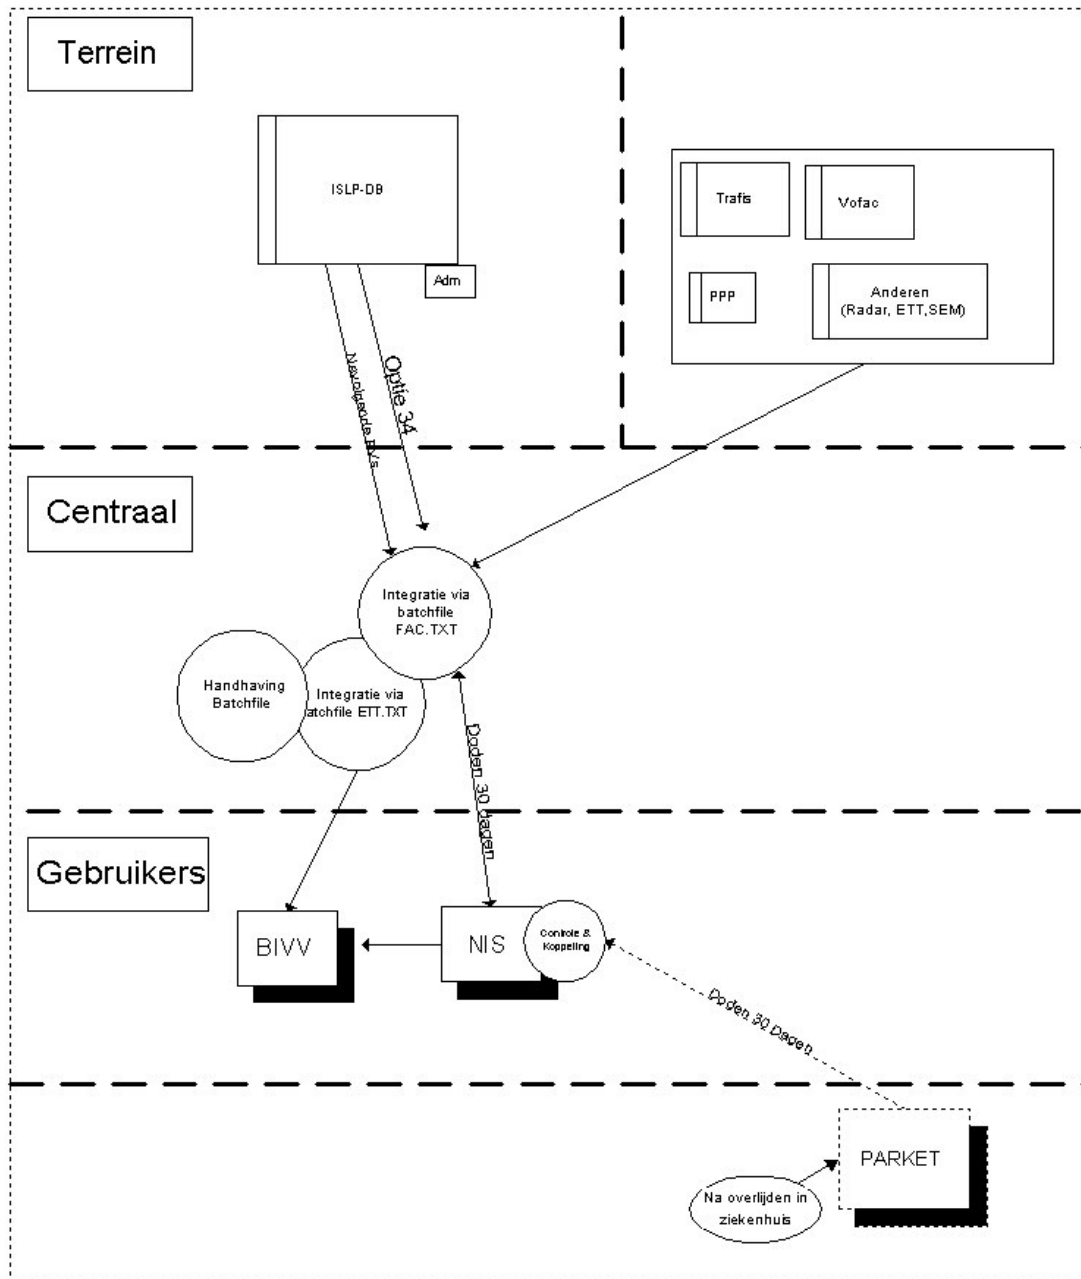 Terrein
ISLP-DB
Adm
Trafis
Vofac
PPP
Anderen
(Radar, ETT,SEM)
Navolgende PV's
Optie 34
Centraal
Integratie via
batchfile
FAC.TXT
Handhaving
Batchfile
Integratie via
atchfile ETT.TXT
Doden 30 dagen
Gebruikers
BIVV
NIS
Controle &
Koppeling
Doden 30 Dagen
PARKET
Na overlijden in
ziekenhuis